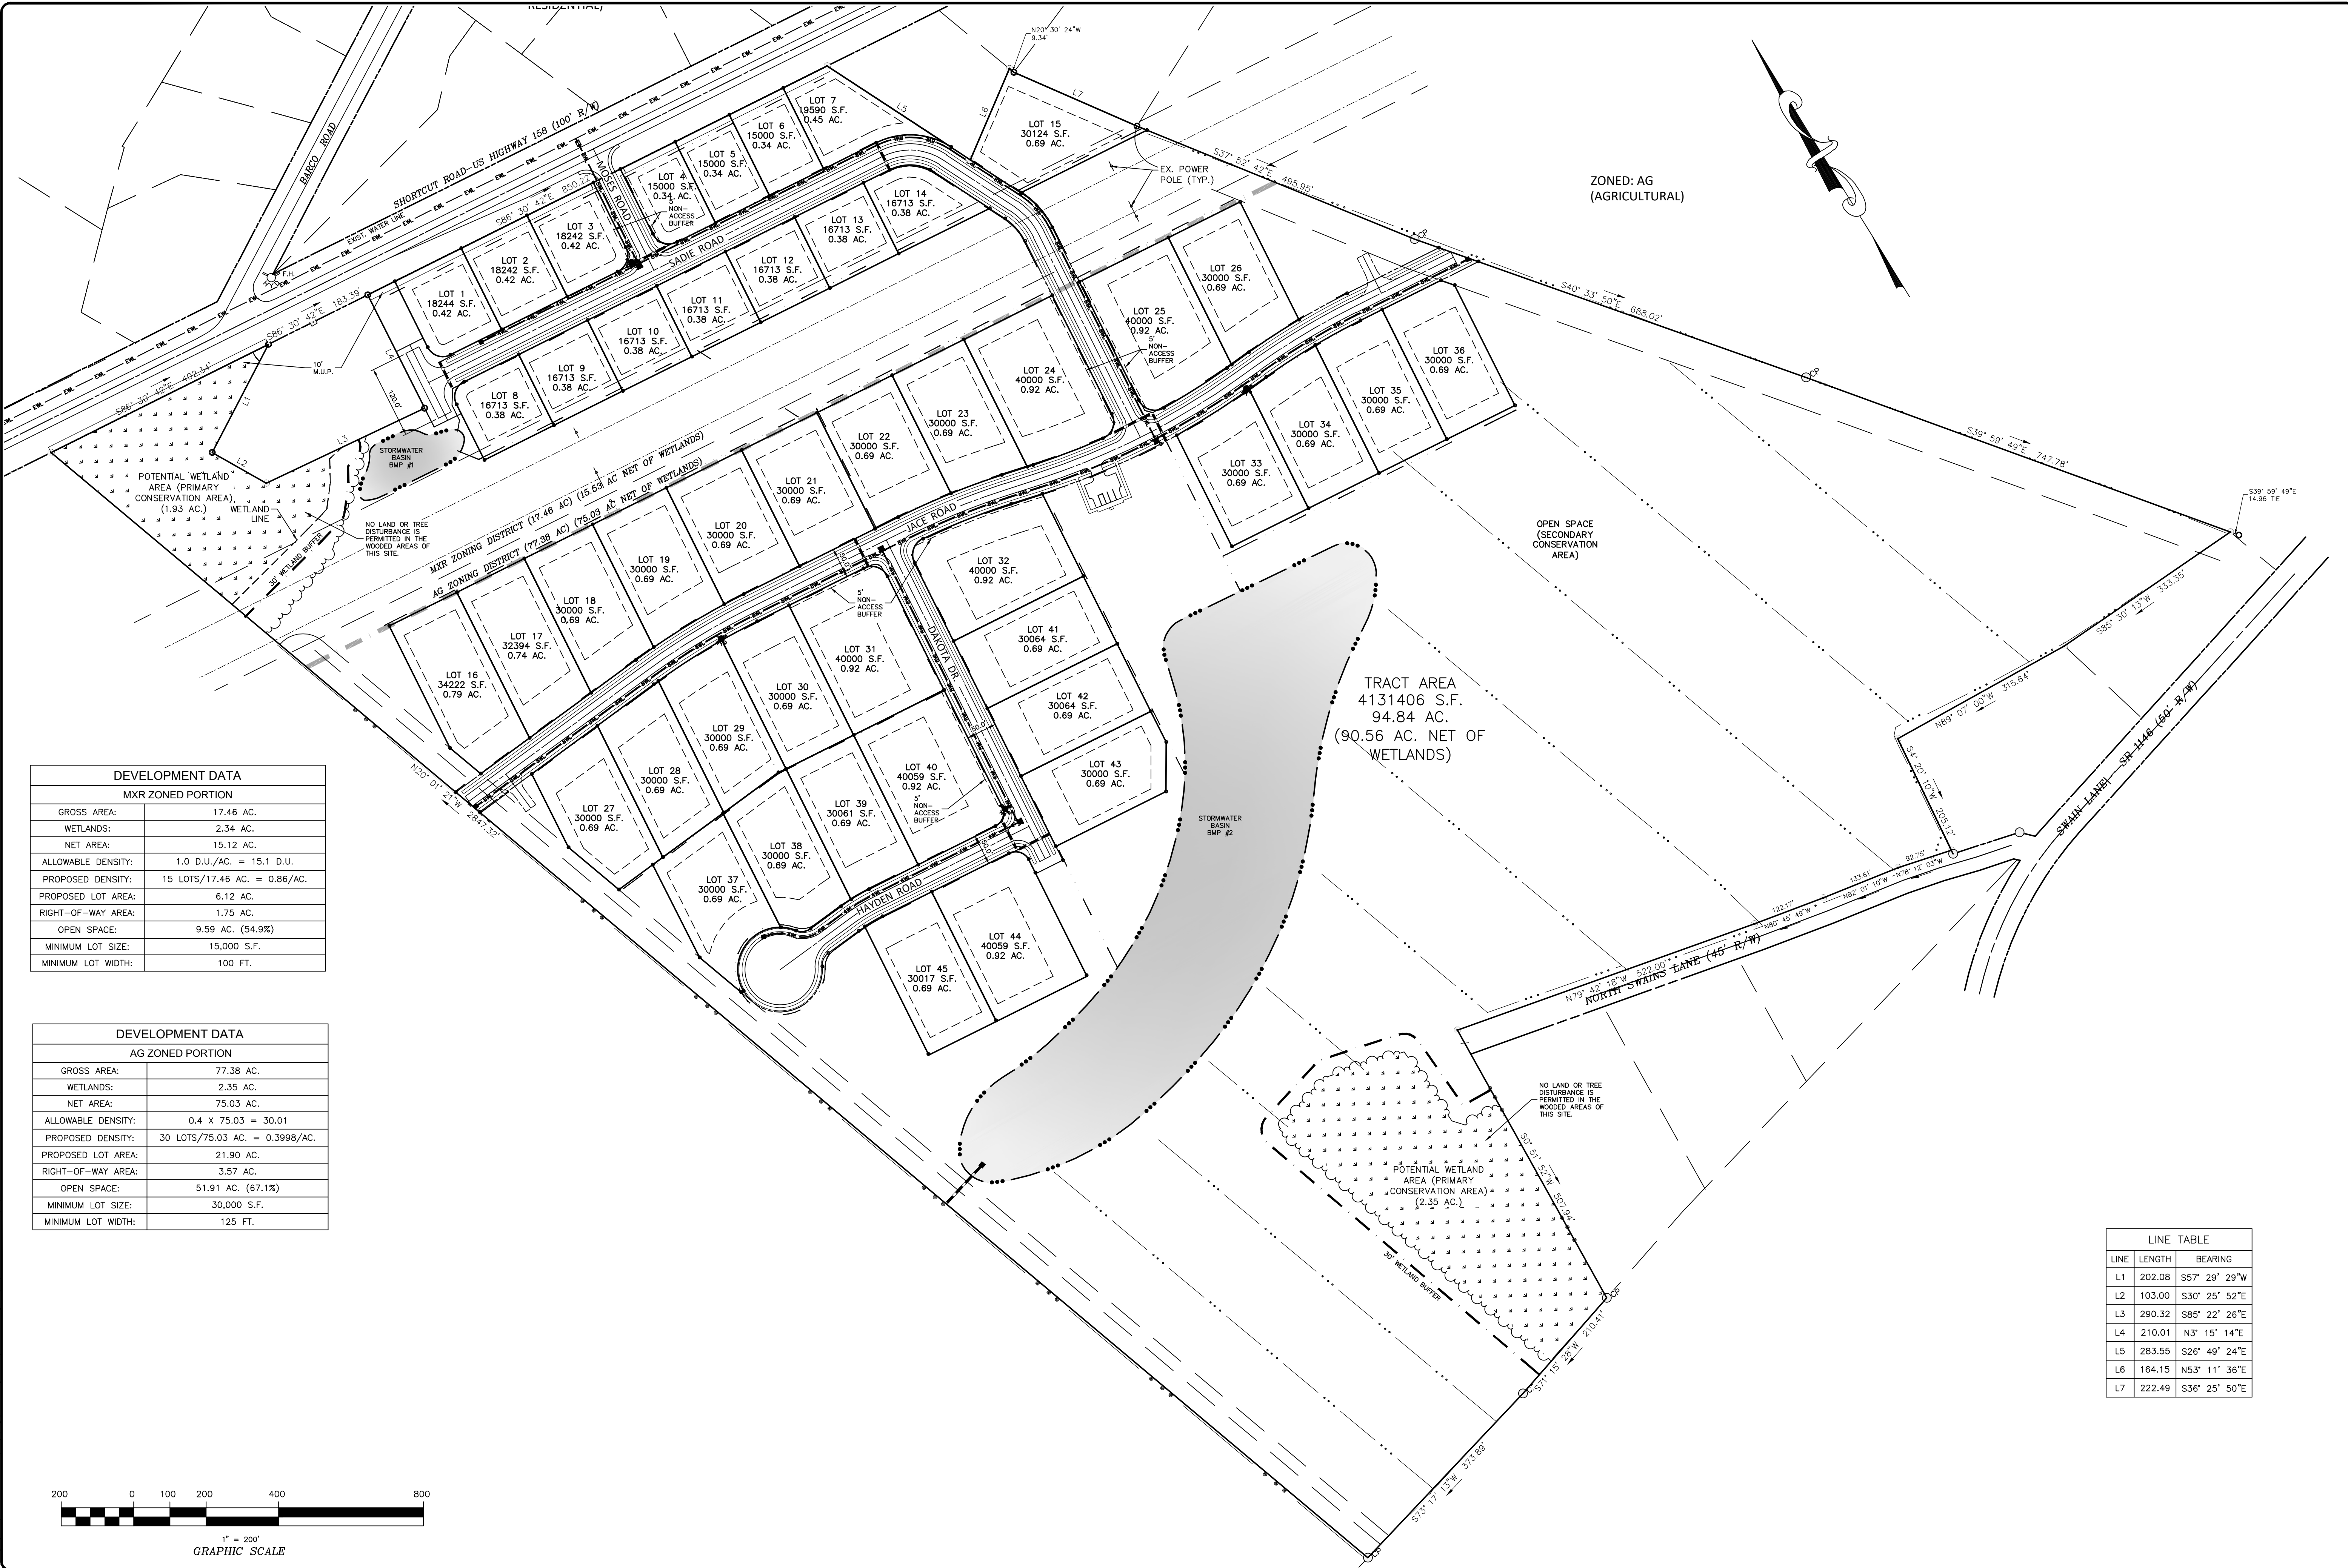 RESIDENTIAL)
N20° 30' 24"W
9.34'
BARCO ROAD
SHORTCUT ROAD-US HIGHWAY 158 (100' R/W)
EXIST. WATER LINE
F.H.
S86° 30' 42"E 850.22'
S86° 30' 42"E 183.39'
S86° 30' 42"E 402.34'
10'
M.U.P.
L1
L2
L3
L4
L5
L6
L7
120.0'
LOT 1
18244 S.F.
0.42 AC.
LOT 2
18242 S.F.
0.42 AC.
LOT 3
18242 S.F.
0.42 AC.
MOSES ROAD
LOT 4
15000 S.F.
0.34 AC.
5'
NON-
ACCESS
BUFFER
LOT 5
15000 S.F.
0.34 AC.
LOT 6
15000 S.F.
0.34 AC.
LOT 7
19590 S.F.
0.45 AC.
SADIE ROAD
LOT 8
16713 S.F.
0.38 AC.
LOT 9
16713 S.F.
0.38 AC.
LOT 10
16713 S.F.
0.38 AC.
LOT 11
16713 S.F.
0.38 AC.
LOT 12
16713 S.F.
0.38 AC.
LOT 13
16713 S.F.
0.38 AC.
LOT 14
16713 S.F.
0.38 AC.
LOT 15
30124 S.F.
0.69 AC.
EX. POWER
POLE (TYP.)
S37° 52' 42"E 495.95'
ZONED: AG
(AGRICULTURAL)
CP
S40° 33' 50"E 688.02'
CP
S39° 59' 49"E 747.78'
S39° 59' 49"E
14.96 TIE
STORMWATER
BASIN
BMP #1
POTENTIAL WETLAND
AREA (PRIMARY
CONSERVATION AREA)
(1.93 AC.)
WETLAND
LINE
30' WETLAND BUFFER
NO LAND OR TREE
DISTURBANCE IS
PERMITTED IN THE
WOODED AREAS OF
THIS SITE.
MXR ZONING DISTRICT (17.46 AC) (15.53 AC NET OF WETLANDS)
AG ZONING DISTRICT (77.38 AC) (75.03 AC NET OF WETLANDS)
LOT 16
34222 S.F.
0.79 AC.
LOT 17
32394 S.F.
0.74 AC.
LOT 18
30000 S.F.
0.69 AC.
LOT 19
30000 S.F.
0.69 AC.
LOT 20
30000 S.F.
0.69 AC.
LOT 21
30000 S.F.
0.69 AC.
LOT 22
30000 S.F.
0.69 AC.
LOT 23
30000 S.F.
0.69 AC.
LOT 24
40000 S.F.
0.92 AC.
LOT 25
40000 S.F.
0.92 AC.
5'
NON-
ACCESS
BUFFER
LOT 26
30000 S.F.
0.69 AC.
JACE ROAD
50.0'
5'
NON-
ACCESS
BUFFER
DAKOTA DR.
50.0'
LOT 27
30000 S.F.
0.69 AC.
LOT 28
30000 S.F.
0.69 AC.
LOT 29
30000 S.F.
0.69 AC.
LOT 30
30000 S.F.
0.69 AC.
LOT 31
40000 S.F.
0.92 AC.
LOT 32
40000 S.F.
0.92 AC.
LOT 33
30000 S.F.
0.69 AC.
LOT 34
30000 S.F.
0.69 AC.
LOT 35
30000 S.F.
0.69 AC.
LOT 36
30000 S.F.
0.69 AC.
LOT 37
30000 S.F.
0.69 AC.
LOT 38
30000 S.F.
0.69 AC.
LOT 39
30061 S.F.
0.69 AC.
LOT 40
40059 S.F.
0.92 AC.
5'
NON-
ACCESS
BUFFER
LOT 41
30064 S.F.
0.69 AC.
LOT 42
30064 S.F.
0.69 AC.
LOT 43
30000 S.F.
0.69 AC.
HAYDEN ROAD
50.0'
LOT 44
40059 S.F.
0.92 AC.
LOT 45
30017 S.F.
0.69 AC.
N20° 01' 21"W
2847.32'
OPEN SPACE
(SECONDARY
CONSERVATION
AREA)
TRACT AREA
4131406 S.F.
94.84 AC.
(90.56 AC. NET OF
WETLANDS)
STORMWATER
BASIN
BMP #2
S85° 30' 13"W 333.35'
N89° 07' 00"W 315.64'
S4° 20' 10"W 205.12'
SWAIN LANE SR 1146 (50' R/W)
92.75'
N78° 12' 03"W
133.61'
N82° 01' 10"W
122.17'
N80° 45' 49"W
N79° 42' 18"W 522.00'
NORTH SWAINS LANE (45' R/W)
NO LAND OR TREE
DISTURBANCE IS
PERMITTED IN THE
WOODED AREAS OF
THIS SITE.
S0° 51' 52"W 507.94'
POTENTIAL WETLAND
AREA (PRIMARY
CONSERVATION AREA)
(2.35 AC.)
30' WETLAND BUFFER
CP
S71° 15' 28"W 210.41'
S73° 17' 13"W 373.89'
CP
DEVELOPMENT DATA
MXR ZONED PORTION
GROSS AREA: 17.46 AC.
WETLANDS: 2.34 AC.
NET AREA: 15.12 AC.
ALLOWABLE DENSITY: 1.0 D.U./AC. = 15.1 D.U.
PROPOSED DENSITY: 15 LOTS/17.46 AC. = 0.86/AC.
PROPOSED LOT AREA: 6.12 AC.
RIGHT-OF-WAY AREA: 1.75 AC.
OPEN SPACE: 9.59 AC. (54.9%)
MINIMUM LOT SIZE: 15,000 S.F.
MINIMUM LOT WIDTH: 100 FT.
DEVELOPMENT DATA
AG ZONED PORTION
GROSS AREA: 77.38 AC.
WETLANDS: 2.35 AC.
NET AREA: 75.03 AC.
ALLOWABLE DENSITY: 0.4 X 75.03 = 30.01
PROPOSED DENSITY: 30 LOTS/75.03 AC. = 0.3998/AC.
PROPOSED LOT AREA: 21.90 AC.
RIGHT-OF-WAY AREA: 3.57 AC.
OPEN SPACE: 51.91 AC. (67.1%)
MINIMUM LOT SIZE: 30,000 S.F.
MINIMUM LOT WIDTH: 125 FT.
LINE TABLE
LINE LENGTH BEARING
L1 202.08 S57° 29' 29"W
L2 103.00 S30° 25' 52"E
L3 290.32 S85° 22' 26"E
L4 210.01 N3° 15' 14"E
L5 283.55 S26° 49' 24"E
L6 164.15 N53° 11' 36"E
L7 222.49 S36° 25' 50"E
200 0 100 200 400 800
1" = 200'
GRAPHIC SCALE